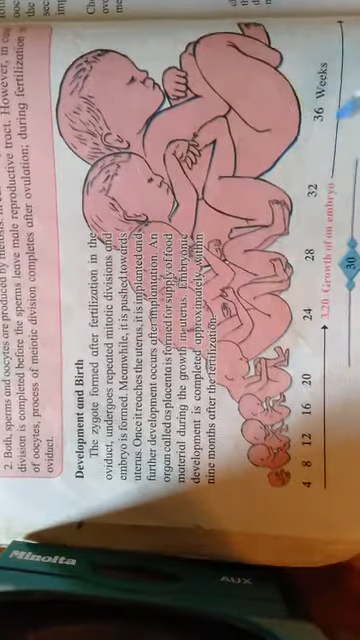 2. Both, sperms and oocytes are produced by meiosis. However, in
division is completed before the sperms leave male reproductive tract. However, in
of oocytes, process of meiotic division completes after ovulation; during fertilization
oviduct.
Development and Birth
The zygote formed after fertilization in the
oviduct, undergoes repeated mitotic divisions and
embryo is formed. Meanwhile, it is pushed towards
uterus. Once it reaches the uterus, it is implanted and
further development occurs after implantation. An
organ called as placenta is formed for supply of food
material during the growth in uterus. Embryonic
development is completed approximately within
nine months after the fertilization.
4 8 12 16 20 24 28 32 36 Weeks
3.20 Growth of an embryo
30
Minolta
AUX